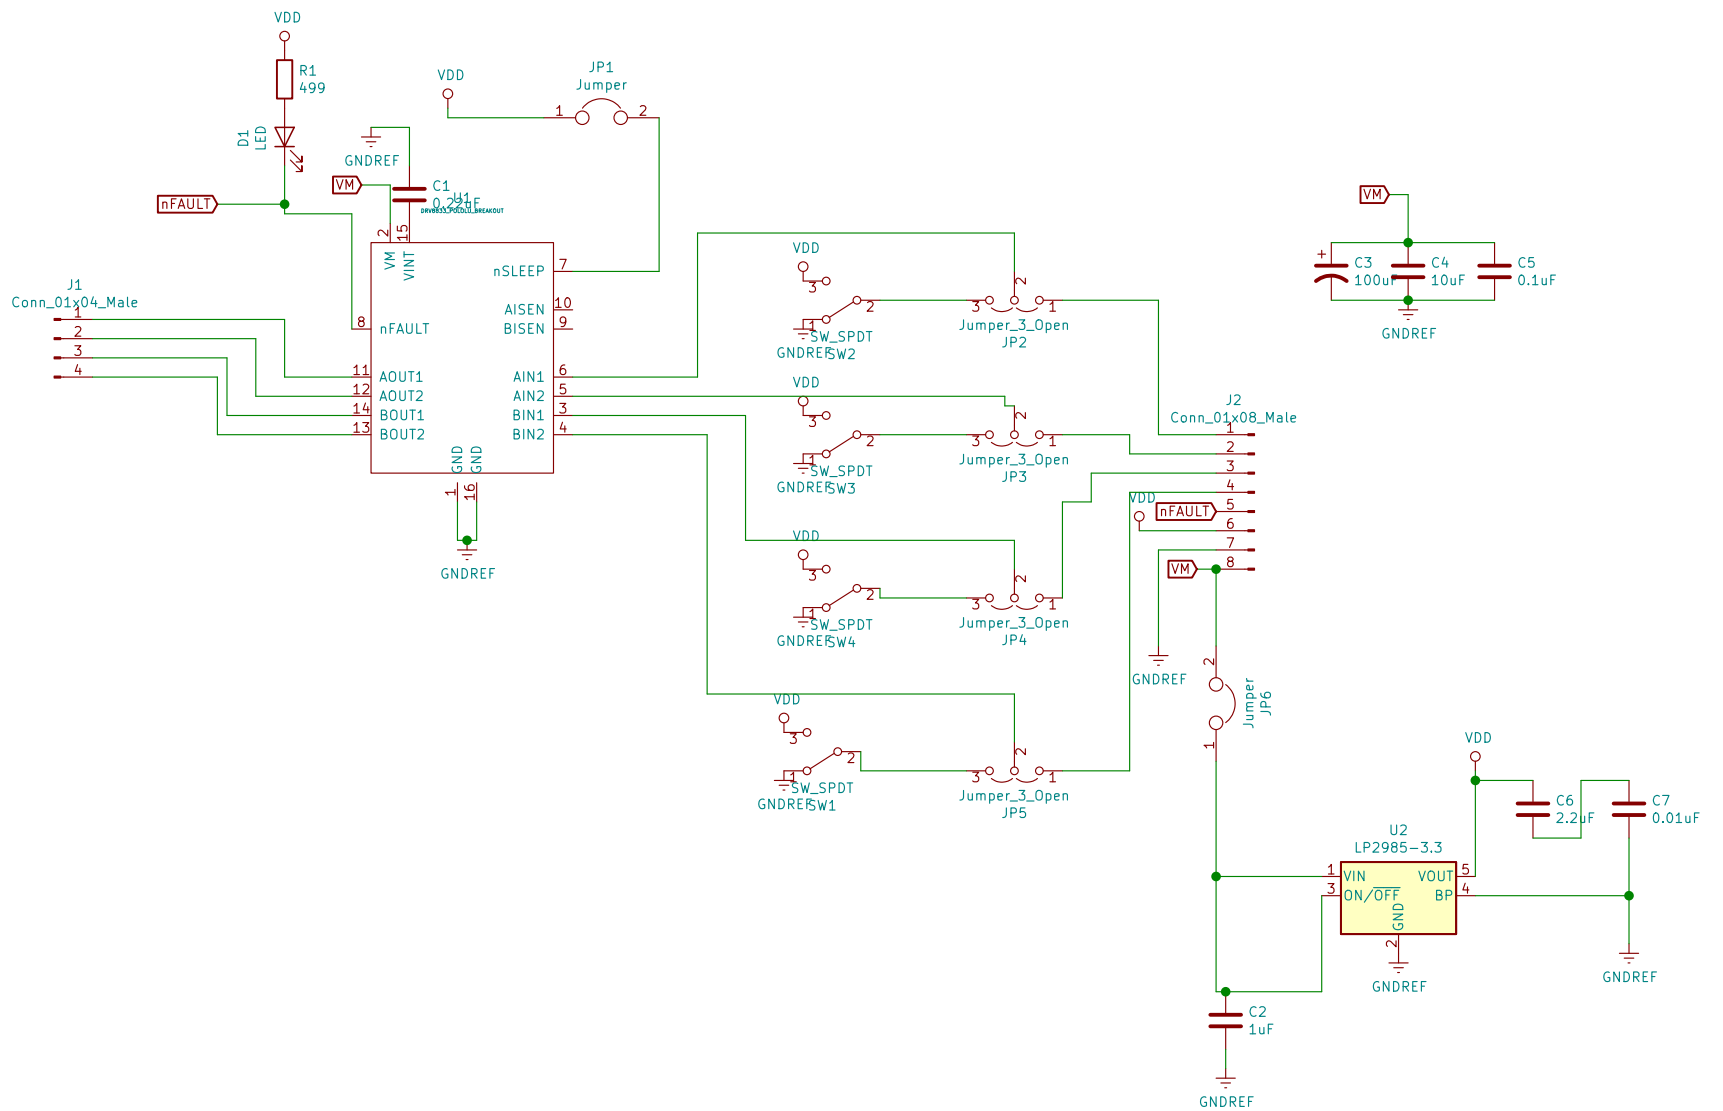 VDD
R1
499
D1
LED
nFAULT
VDD
JP1
Jumper
1
2
GNDREF
VM
C1
0.22uF
U1
DRV8833_POLOLU_BREAKOUT
2
15
VM
VINT
nSLEEP
7
AISEN
10
BISEN
9
8
nFAULT
11
AOUT1
AIN1
6
12
AOUT2
AIN2
5
14
BOUT1
BIN1
3
13
BOUT2
BIN2
4
GND
GND
1
16
GNDREF
J1
Conn_01x04_Male
1
2
3
4
VDD
3
2
1
SW_SPDT
GNDREF
SW2
2
3
1
Jumper_3_Open
JP2
VDD
3
2
1
SW_SPDT
GNDREF
SW3
2
3
1
Jumper_3_Open
JP3
VDD
3
2
1
SW_SPDT
GNDREF
SW4
2
3
1
Jumper_3_Open
JP4
VDD
3
2
1
SW_SPDT
GNDREF
SW1
2
3
1
Jumper_3_Open
JP5
VM
+
C3
100uF
C4
10uF
C5
0.1uF
GNDREF
J2
Conn_01x08_Male
1
2
3
4
VDD
nFAULT
5
6
7
VM
8
GNDREF
2
Jumper
JP6
1
VDD
C6
2.2uF
C7
0.01uF
U2
LP2985-3.3
1
VIN
VOUT
5
3
ON/OFF
BP
4
GND
2
GNDREF
GNDREF
C2
1uF
GNDREF